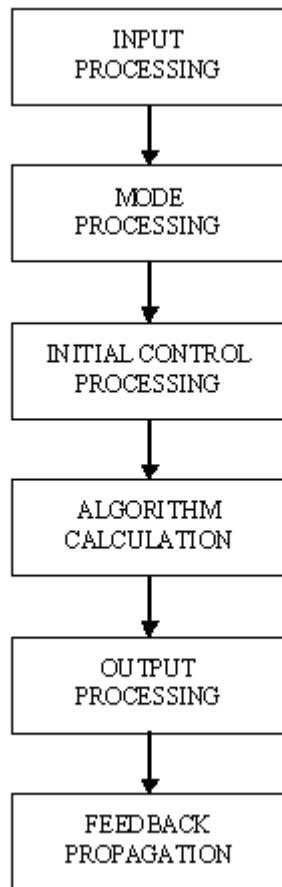 INPUT
PROCESSING
MODE
PROCESSING
INITIAL CONTROL
PROCESSING
ALGORITHM
CALCULATION
OUTPUT
PROCESSING
FEEDBACK
PROPAGATION